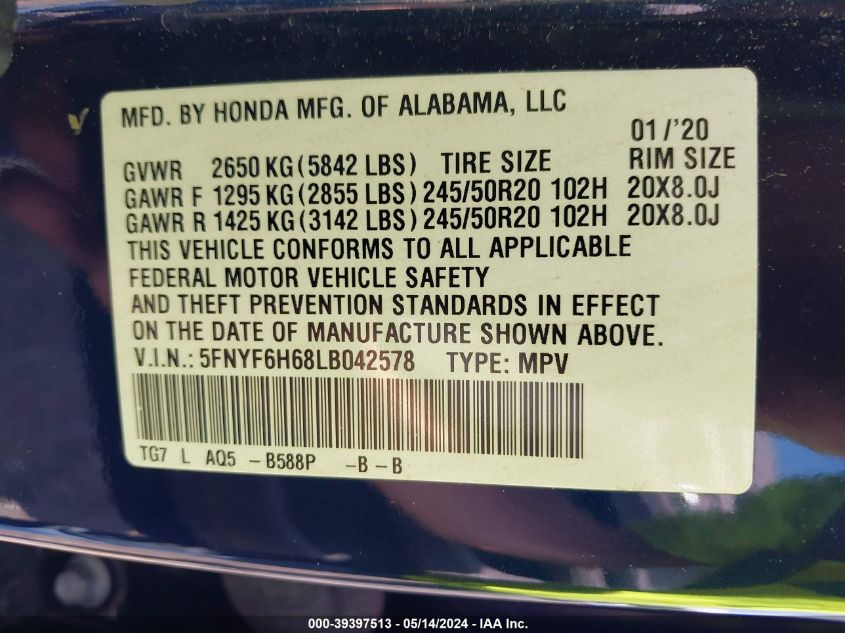 MFD. BY HONDA MFG. OF ALABAMA, LLC
01/'20
GVWR 2650 KG (5842 LBS) TIRE SIZE RIM SIZE
GAWR F 1295 KG (2855 LBS) 245/50R20 102H 20X8.0J
GAWR R 1425 KG (3142 LBS) 245/50R20 102H 20X8.0J
THIS VEHICLE CONFORMS TO ALL APPLICABLE
FEDERAL MOTOR VEHICLE SAFETY
AND THEFT PREVENTION STANDARDS IN EFFECT
ON THE DATE OF MANUFACTURE SHOWN ABOVE.
V.I.N.: 5FNYF6H68LB042578 TYPE: MPV
TG7 L AQ5 -B588P -B-B
000-39397513 - 05/14/2024 - IAA Inc.